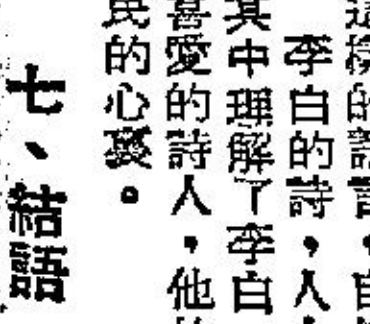 這樣的
李白的詩，人
其中理解了李白
喜愛的詩人，他
民的心裏。
七、結語